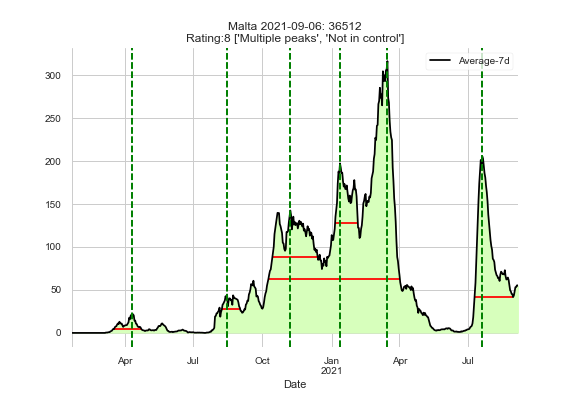 Malta 2021-09-06: 36512
Rating:8 ['Multiple peaks', 'Not in control']
Average-7d
300
250
200
150
100
50
0
Apr Jul Oct Jan Apr Jul
2021
Date